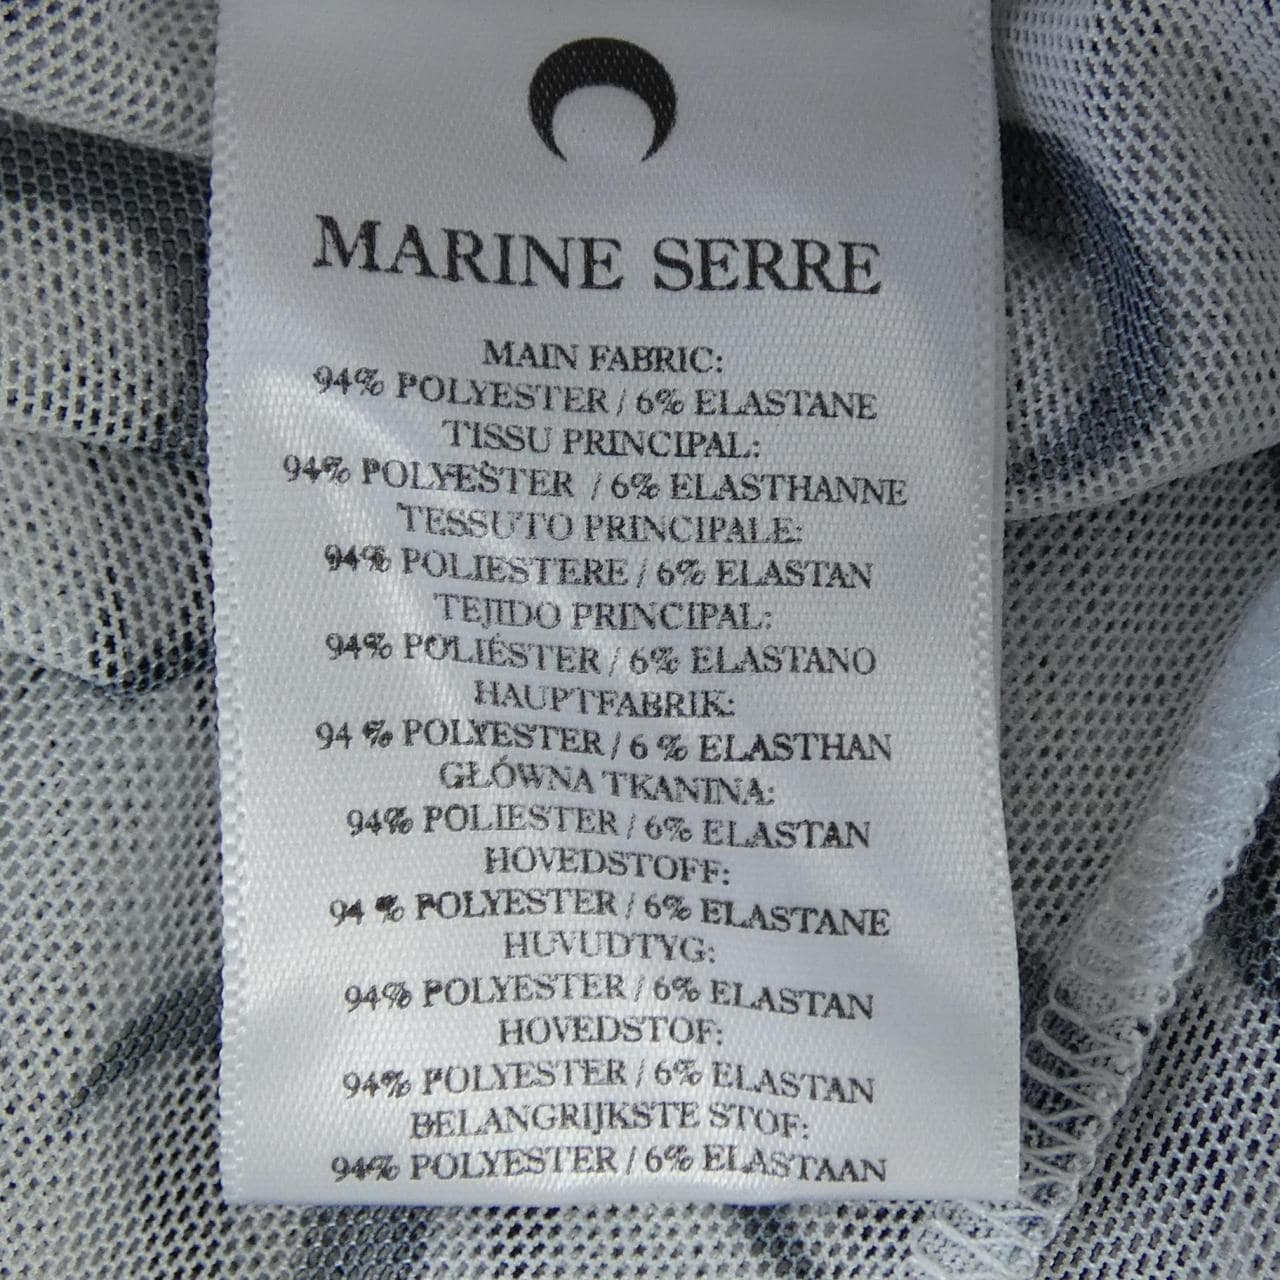 MARINE SERRE
MAIN FABRIC:
94% POLYESTER / 6% ELASTANE
TISSU PRINCIPAL:
94% POLYESTER / 6% ELASTHANNE
TESSUTO PRINCIPALE:
94% POLIESTERE / 6% ELASTAN
TEJIDO PRINCIPAL:
94% POLIÉSTER / 6% ELASTANO
HAUPTFABRIK:
94 % POLYESTER / 6 % ELASTHAN
GŁÓWNA TKANINA:
94% POLIESTER / 6% ELASTAN
HOVEDSTOFF:
94 % POLYESTER / 6% ELASTANE
HUVUDTYG:
94% POLYESTER / 6% ELASTAN
HOVEDSTOF:
94% POLYESTER / 6% ELASTAN
BELANGRIJKSTE STOF:
94% POLYESTER / 6% ELASTAAN